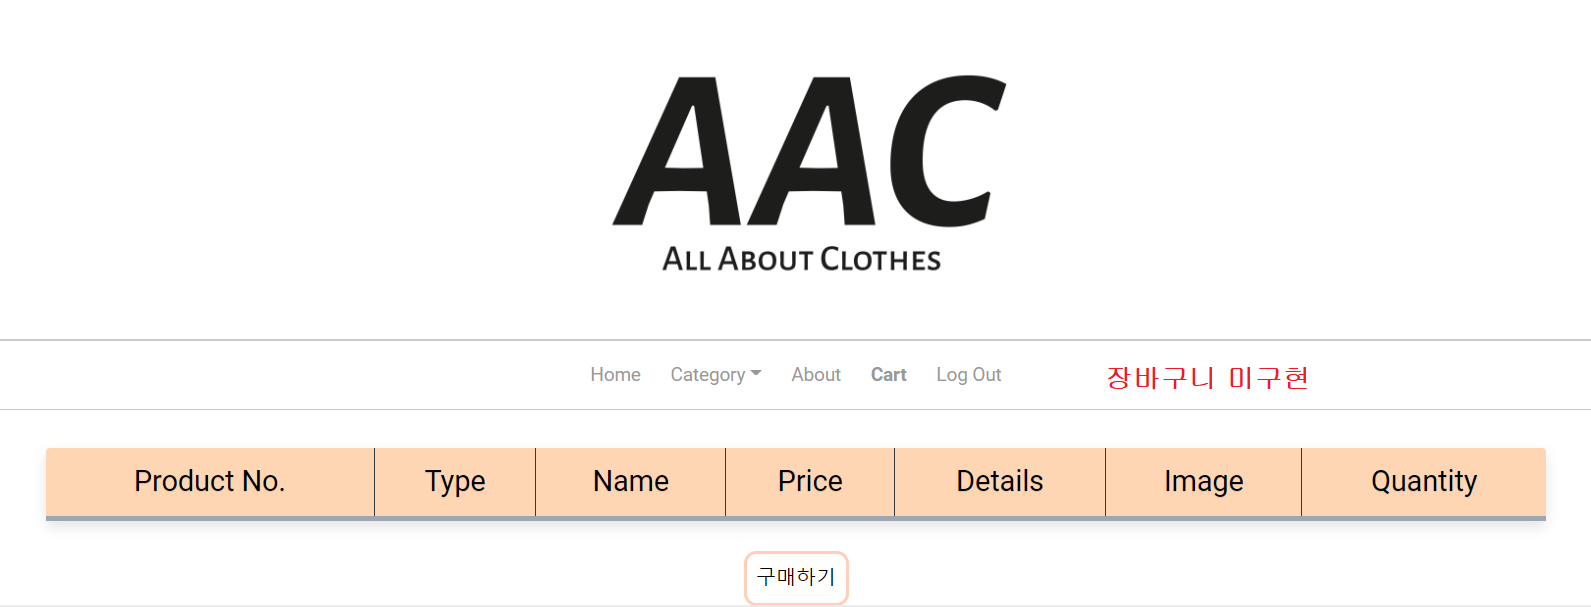 AAC
ALL ABOUT CLOTHES
Home Category About Cart Log Out 장바구니 미구현
Product No. Type Name Price Details Image Quantity
구매하기